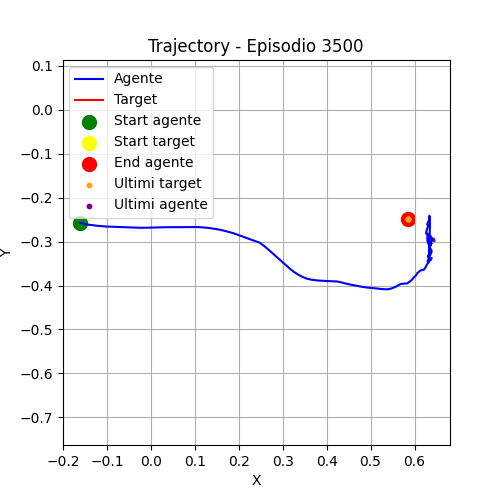 Trajectory - Episodio 3500
0.1
0.0
−0.1
−0.2
−0.3
−0.4
−0.5
−0.6
−0.7
Y
Agente
Target
Start agente
Start target
End agente
Ultimi target
Ultimi agente
−0.2 −0.1 0.0 0.1 0.2 0.3 0.4 0.5 0.6
X